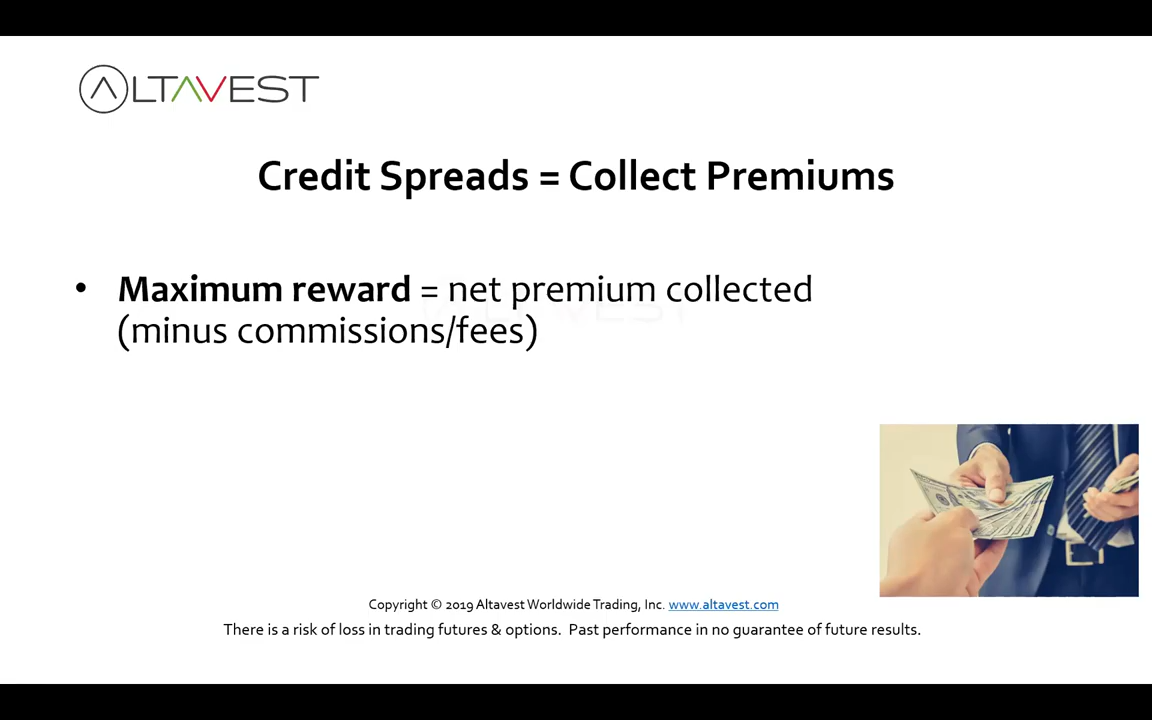 ALTAVEST
Credit Spreads = Collect Premiums
• Maximum reward = net premium collected
(minus commissions/fees)
Copyright © 2019 Altavest Worldwide Trading, Inc. www.altavest.com
There is a risk of loss in trading futures & options. Past performance in no guarantee of future results.